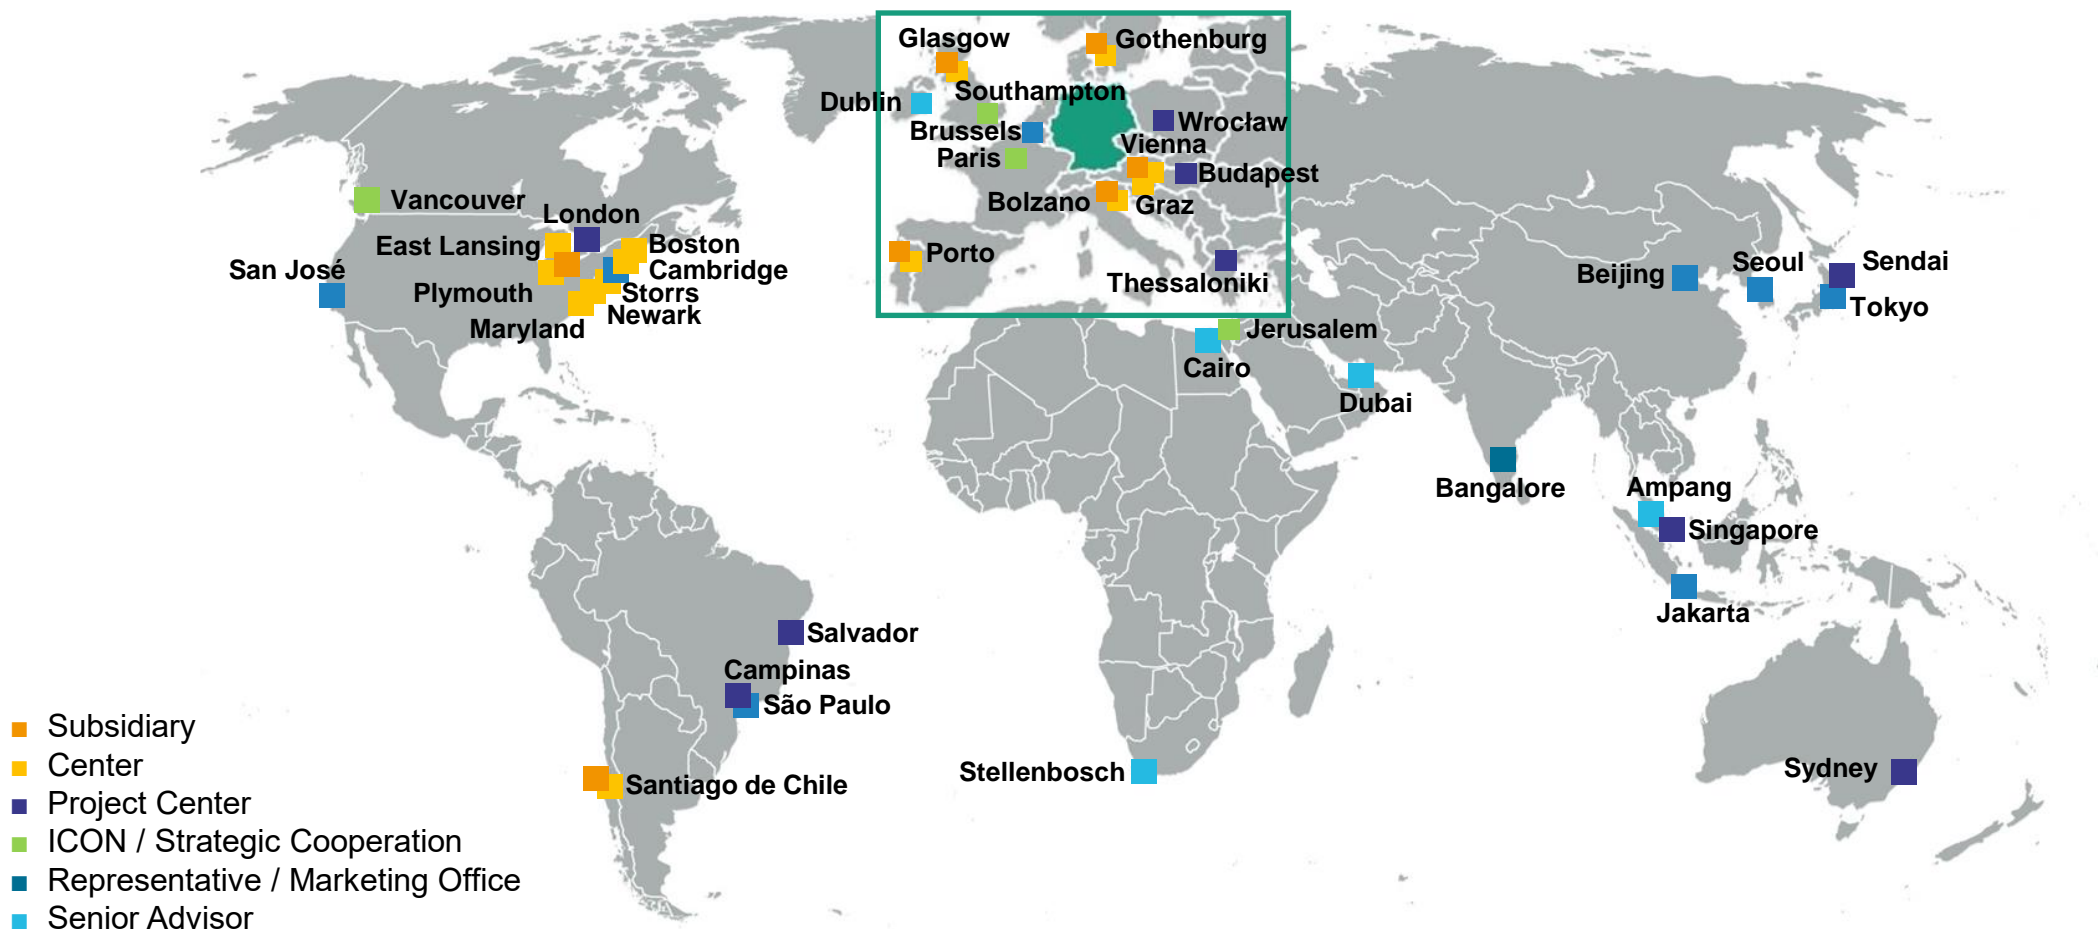 Glasgow
Gothenburg
Dublin
Southampton
Brussels
Wrocław
Vienna
Paris
Budapest
Bolzano
Graz
Porto
Thessaloniki
Vancouver
London
East Lansing
Boston
San José
Cambridge
Plymouth
Storrs
Newark
Maryland
Jerusalem
Cairo
Dubai
Beijing
Seoul
Sendai
Tokyo
Bangalore
Ampang
Singapore
Jakarta
Salvador
Campinas
São Paulo
Santiago de Chile
Stellenbosch
Sydney
Subsidiary
Center
Project Center
ICON / Strategic Cooperation
Representative / Marketing Office
Senior Advisor